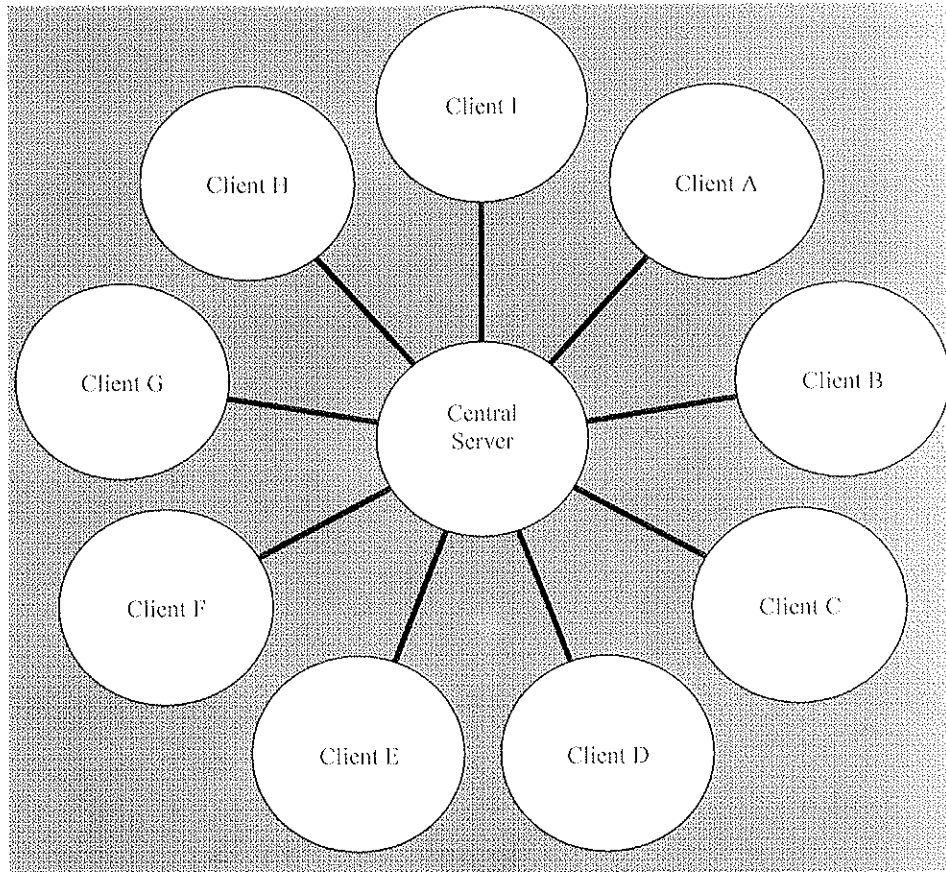 Client I
Client H
Client A
Client G
Client B
Central
Server
Client F
Client C
Client E
Client D